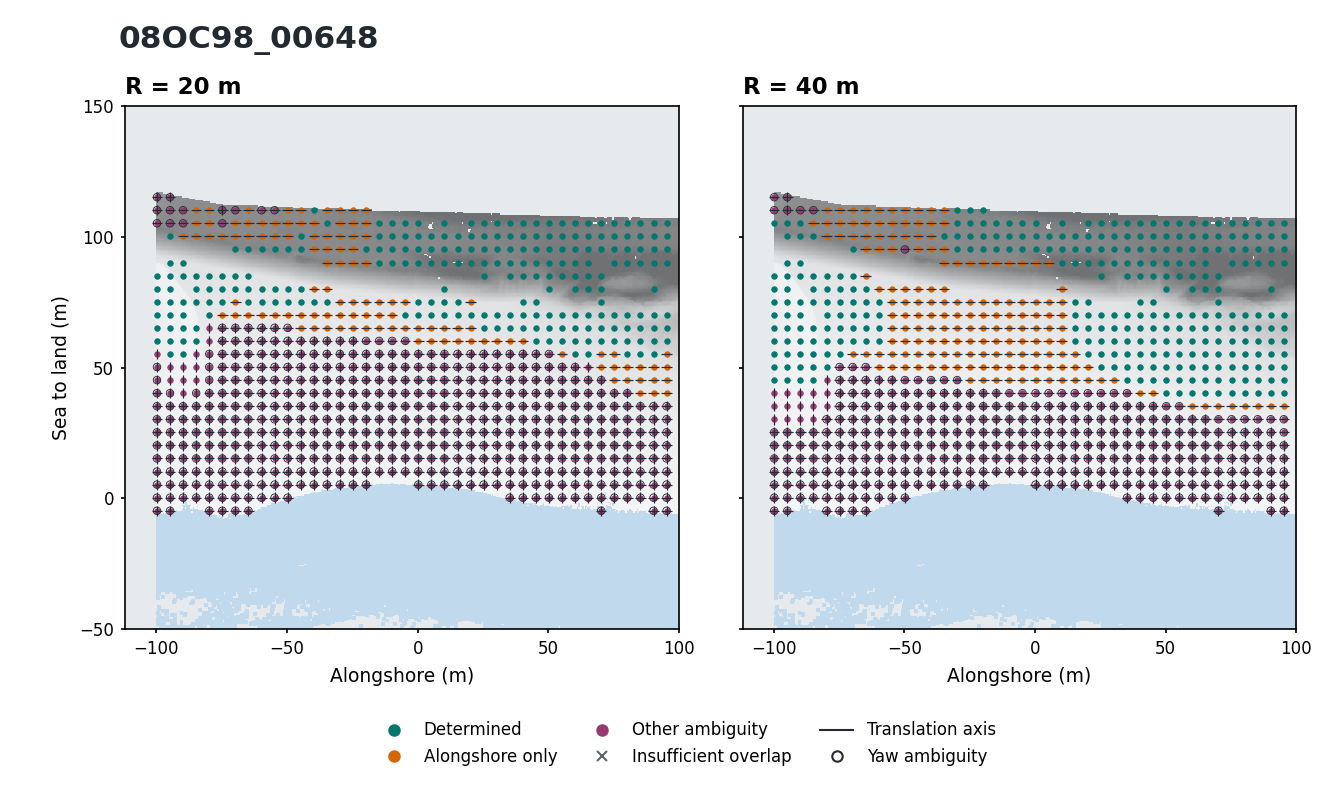 08OC98_00648
R = 20 m
R = 40 m
150
100
50
0
−50
Sea to land (m)
−100
−50
0
50
100
−100
−50
0
50
100
Alongshore (m)
Alongshore (m)
Determined
Other ambiguity
Translation axis
Alongshore only
Insufficient overlap
Yaw ambiguity